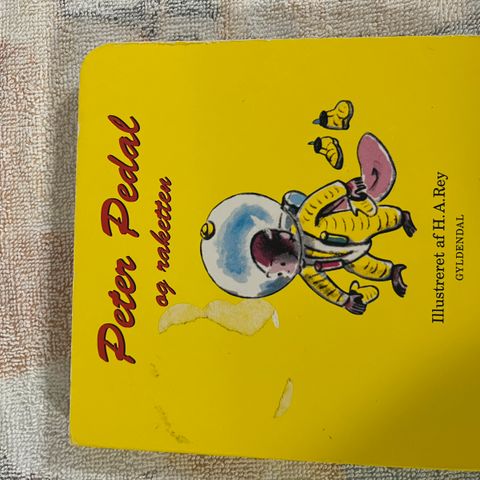 Peter Pedal
og raketten
Illustreret af H. A. Rey
GYLDENDAL